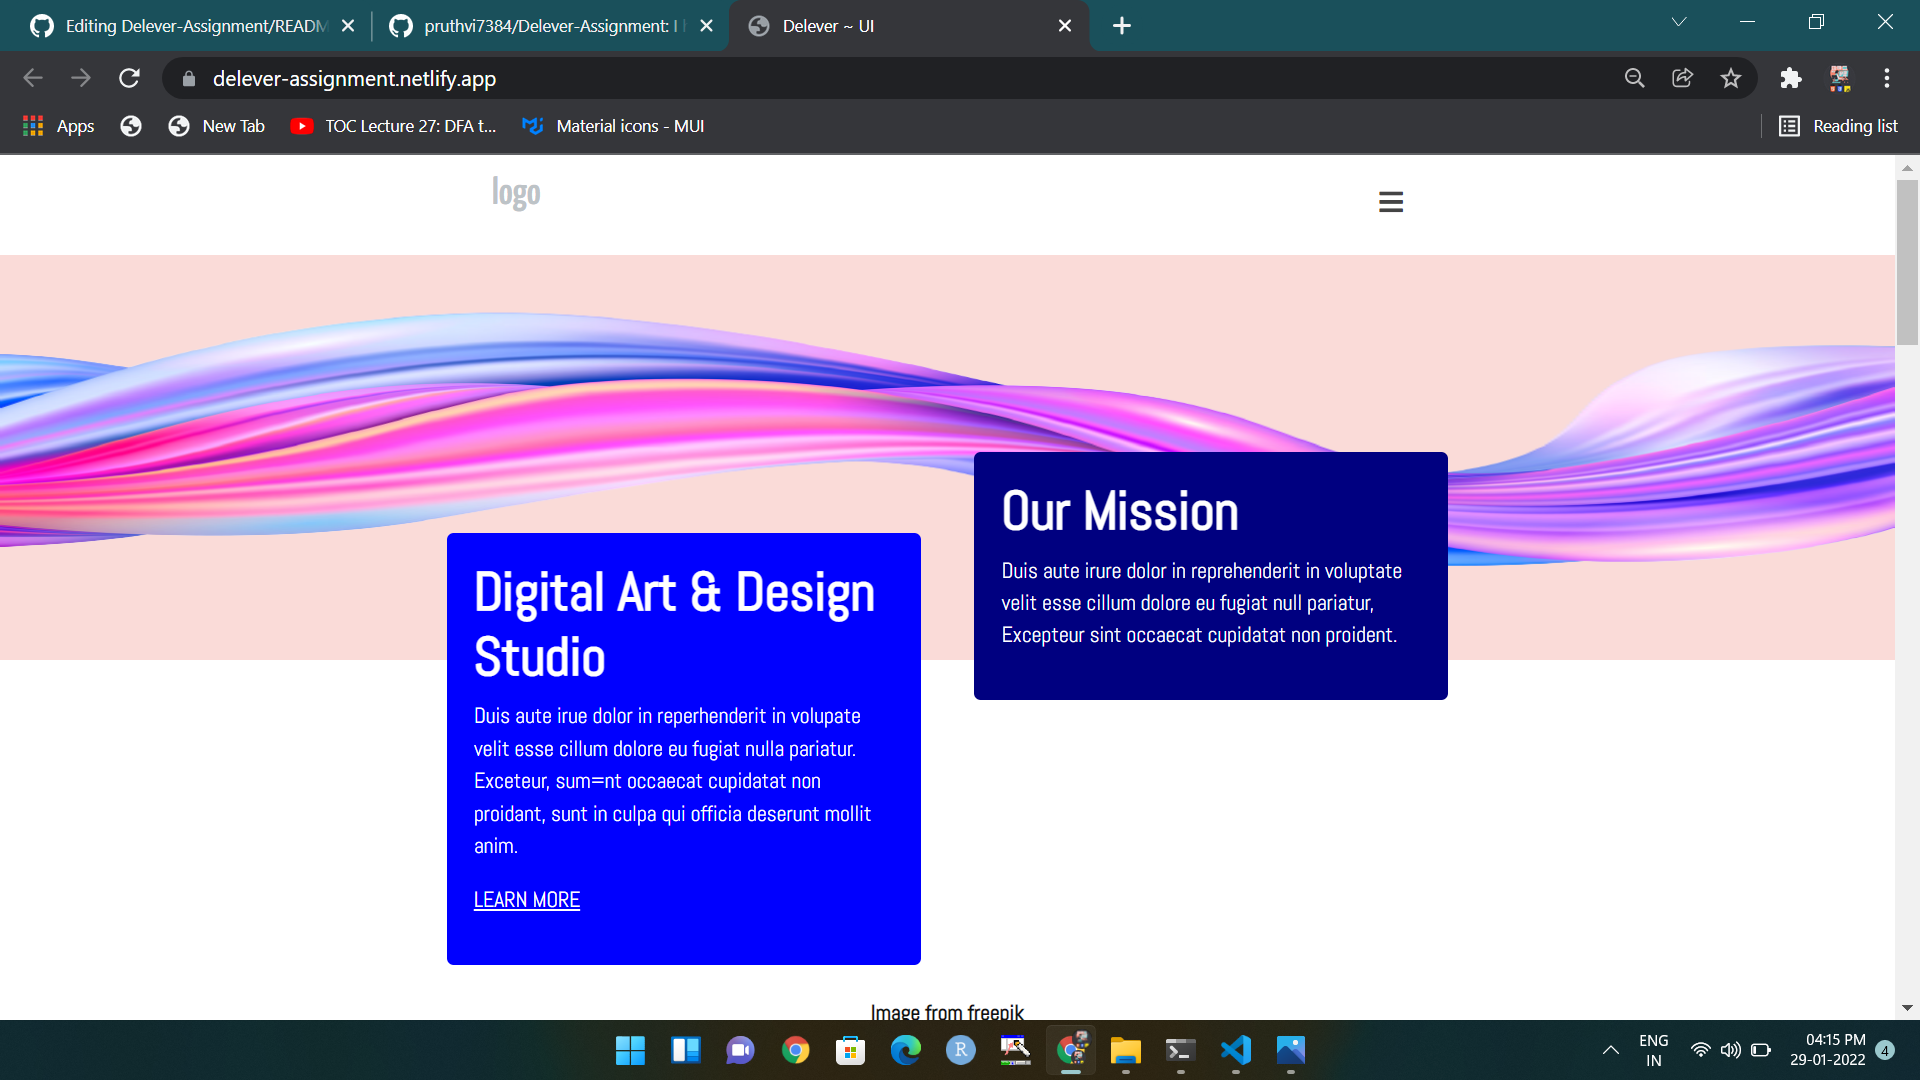 Editing Delever-Assignment/READM
pruthvi7384/Delever-Assignment: I
Delever ~ UI
delever-assignment.netlify.app
Apps
New Tab
TOC Lecture 27: DFA t...
Material icons - MUI
Reading list
logo
Our Mission
Duis aute irure dolor in reprehenderit in voluptate
velit esse cillum dolore eu fugiat null pariatur,
Excepteur sint occaecat cupidatat non proident.
Digital Art & Design
Studio
Duis aute irue dolor in reperhenderit in volupate
velit esse cillum dolore eu fugiat nulla pariatur.
Exceteur, sum=nt occaecat cupidatat non
proidant, sunt in culpa qui officia deserunt mollit
anim.
LEARN MORE
Image from freepik
R
ENG
IN
04:15 PM
29-01-2022
4